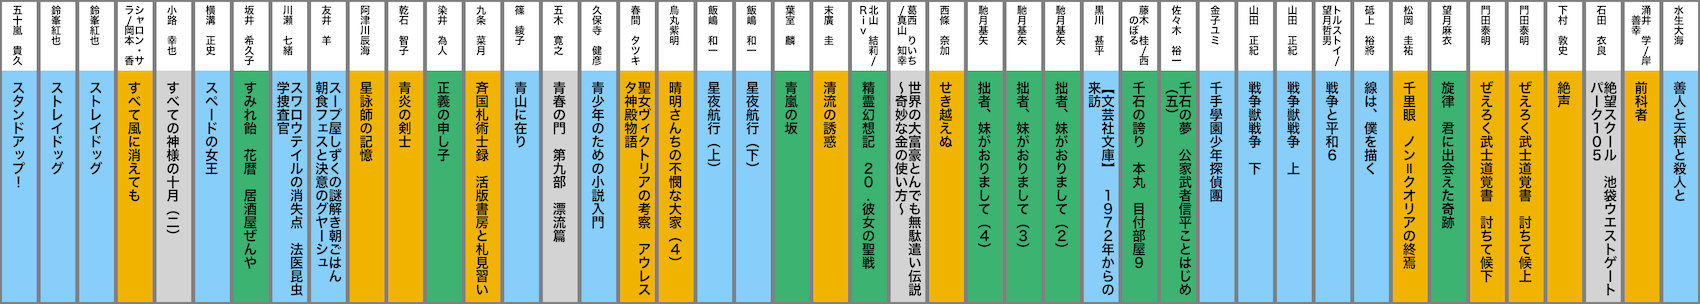 五十嵐 貴久
スタンドアップ！
鈴峯紅也
ストレイドッグ
鈴峯紅也
ストレイドッグ
シャロン・サ
ラ/岡本 香
すべて風に消えても
小路 幸也
すべての神様の十月（二）
横溝 正史
スペードの女王
坂井 希久子
すみれ飴　花暦　居酒屋ぜんや
川瀬 七緒
スワロウテイルの消失点　法医昆虫
学捜査官
友井 羊
スープ屋しずくの謎解き朝ごはん
朝食フェスと決意のグヤーシュ
阿津川辰海
星詠師の記憶
乾石 智子
青炎の剣士
染井 為人
正義の申し子
九条 菜月
斉国札術士録　活版書房と札見習い
篠 綾子
青山に在り
五木 寛之
青春の門　第九部　漂流篇
久保寺 健彦
青少年のための小説入門
春間 タツキ
聖女ヴィクトリアの考察　アウレス
タ神殿物語
烏丸紫明
晴明さんちの不憫な大家（４）
飯嶋 和一
星夜航行（上）
飯嶋 和一
星夜航行（下）
葉室 麟
青嵐の坂
末廣 圭
清流の誘惑
北山 結莉/
Ｒｉｖ
精霊幻想記　２０．彼女の聖戦
葛西 りいち
/真山 知幸
世界の大富豪とんでも無駄遣い伝説
～奇妙な金の使い方～
西條 奈加
せき越えぬ
馳月基矢
拙者、妹がおりまして（４）
馳月基矢
拙者、妹がおりまして（３）
馳月基矢
拙者、妹がおりまして（２）
黒川 甚平
【文芸社文庫】　１９７２年からの
来訪
藤木 桂/西
のぼる
千石の誇り　本丸　目付部屋９
佐々木 裕一
千石の夢　公家武者信平ことはじめ
（五）
金子ユミ
千手學園少年探偵團
山田 正紀
戦争獣戦争　下
山田 正紀
戦争獣戦争　上
トルストイ/
望月哲男
戦争と平和６
砥上 裕將
線は、僕を描く
松岡 圭祐
千里眼　ノン＝クオリアの終焉
望月麻衣
旋律　君に出会えた奇跡
門田泰明
ぜえろく武士道覚書　討ちて候下
門田泰明
ぜえろく武士道覚書　討ちて候上
下村 敦史
絶声
石田 衣良
絶望スクール　池袋ウエストゲート
パーク１０５
涌井 学/岸
善幸
前科者
水生大海
善人と天秤と殺人と